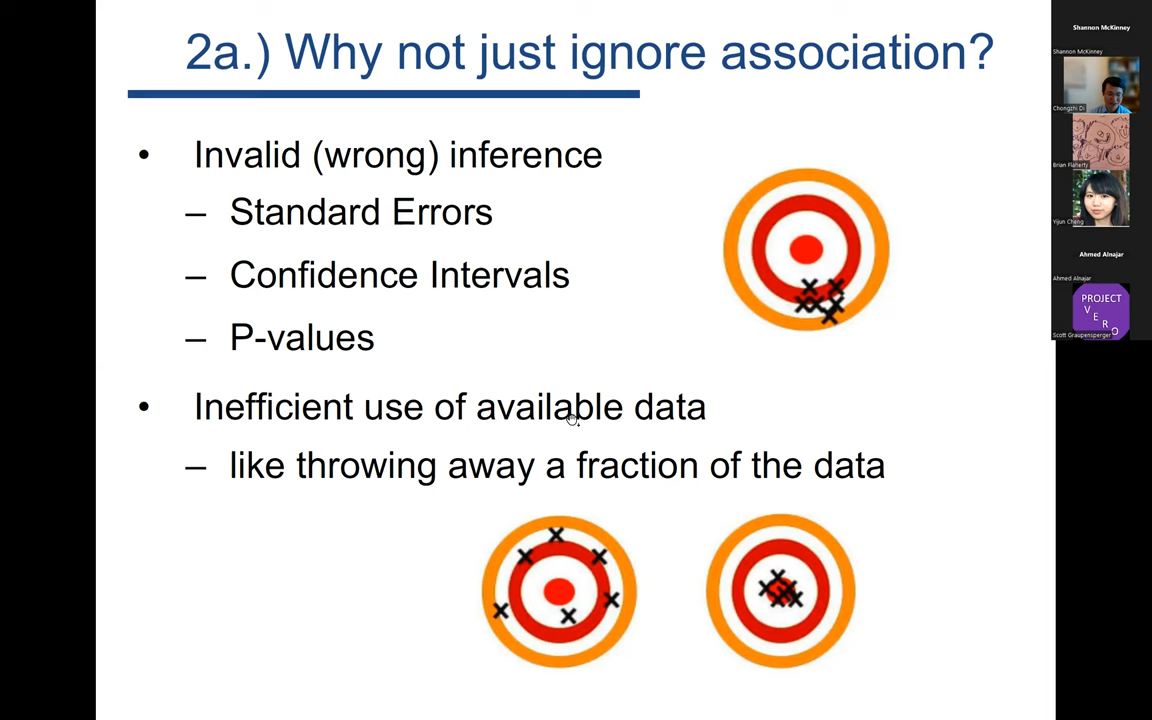 2a.) Why not just ignore association?
• Invalid (wrong) inference
– Standard Errors
– Confidence Intervals
– P-values
• Inefficient use of available data
– like throwing away a fraction of the data
Shannon McKinney
Shannon McKinney
Chongzhi Di
Brian Flaherty
Yijun Cheng
Ahmed Alnajar
Ahmed Alnajar
PROJECT
V
E
R
O
Scott Graupensperger